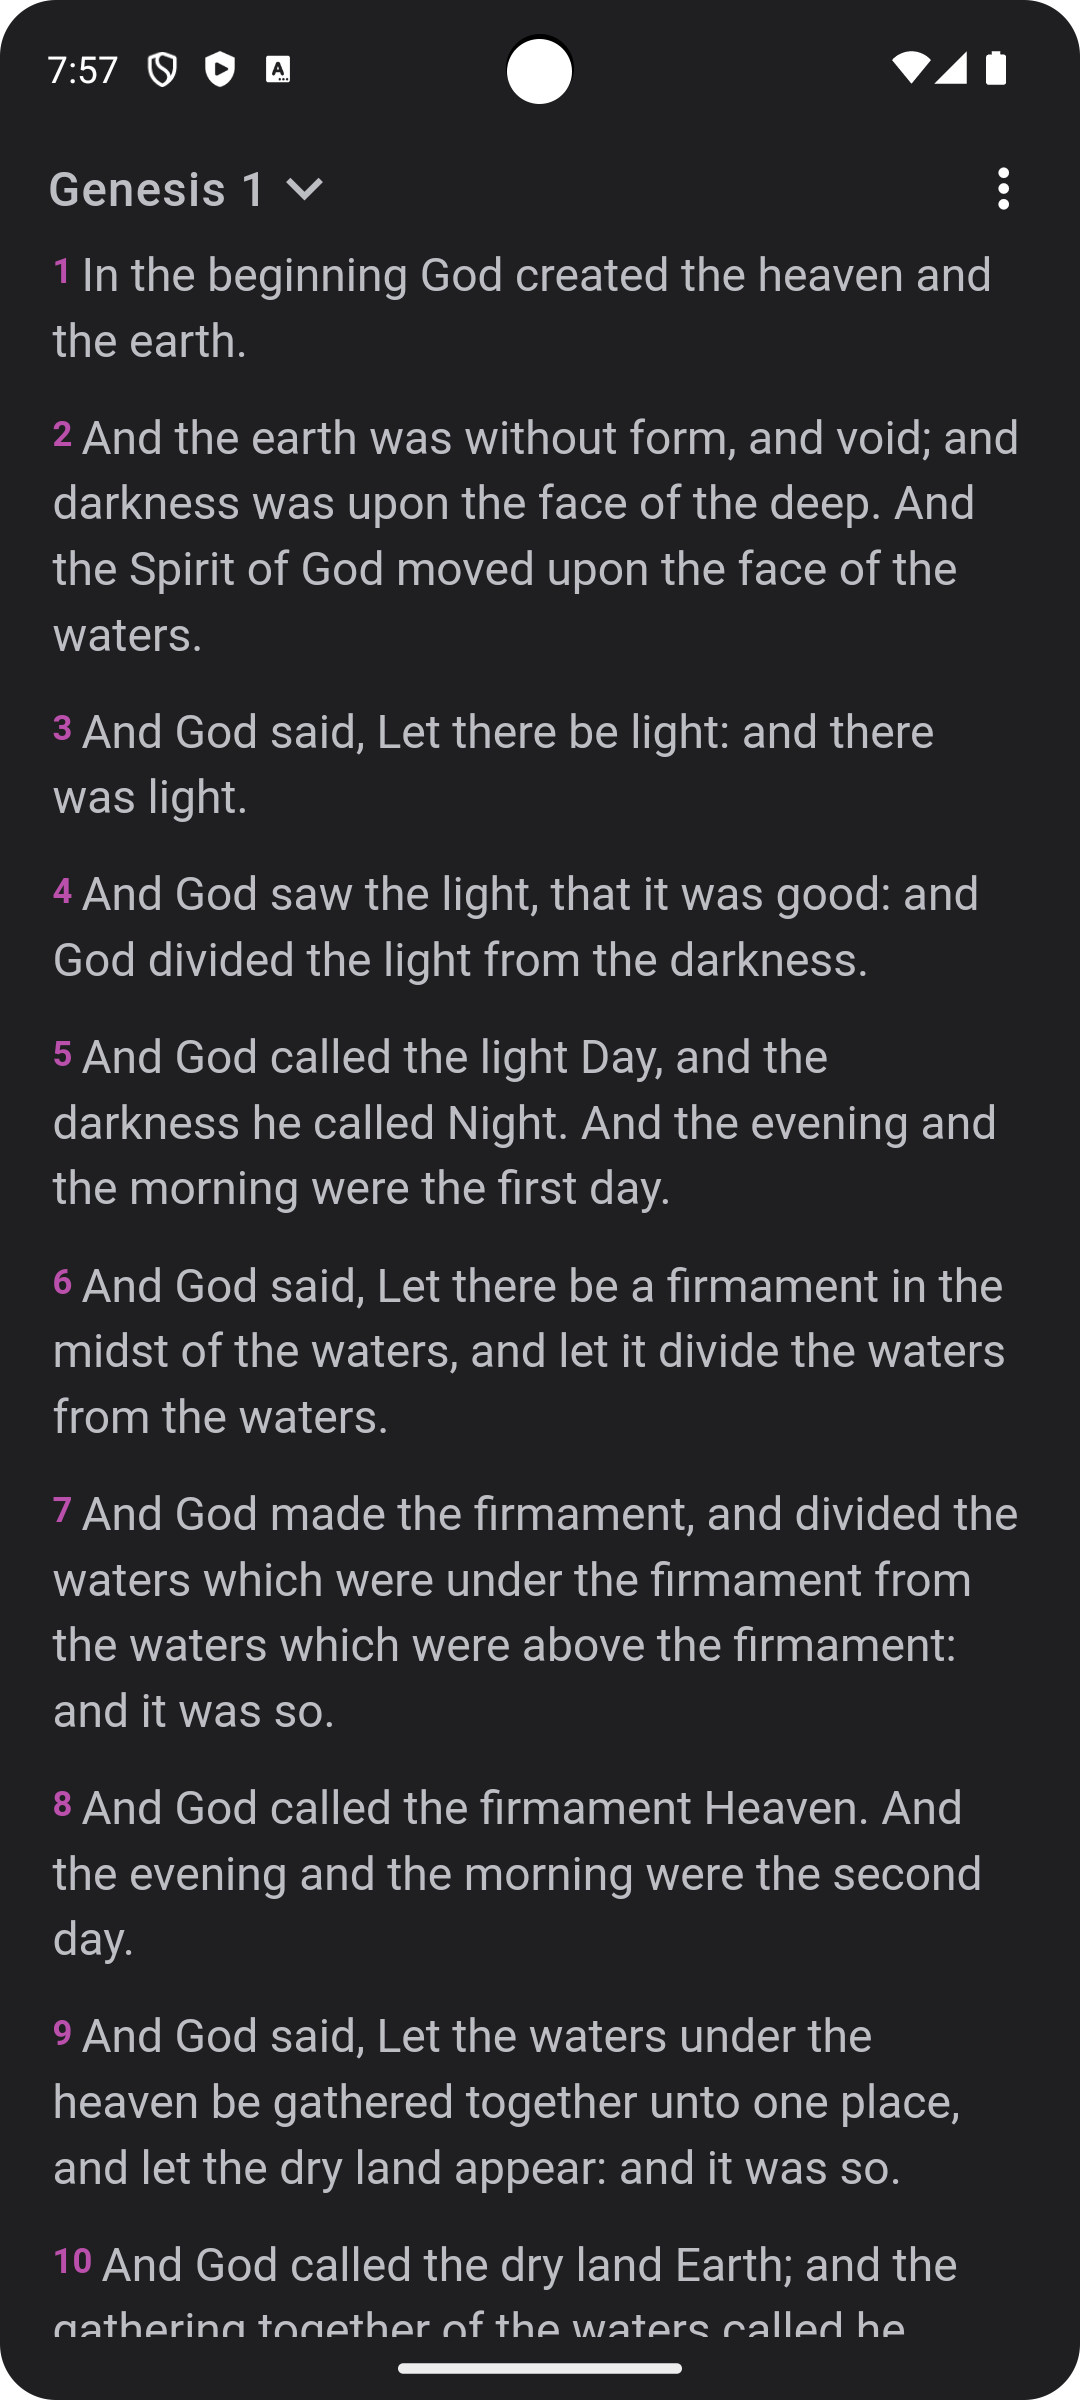 7:57
Genesis 1
1 In the beginning God created the heaven and
the earth.
2 And the earth was without form, and void; and
darkness was upon the face of the deep. And
the Spirit of God moved upon the face of the
waters.
3 And God said, Let there be light: and there
was light.
4 And God saw the light, that it was good: and
God divided the light from the darkness.
5 And God called the light Day, and the
darkness he called Night. And the evening and
the morning were the first day.
6 And God said, Let there be a firmament in the
midst of the waters, and let it divide the waters
from the waters.
7 And God made the firmament, and divided the
waters which were under the firmament from
the waters which were above the firmament:
and it was so.
8 And God called the firmament Heaven. And
the evening and the morning were the second
day.
9 And God said, Let the waters under the
heaven be gathered together unto one place,
and let the dry land appear: and it was so.
10 And God called the dry land Earth; and the
gathering together of the waters called he